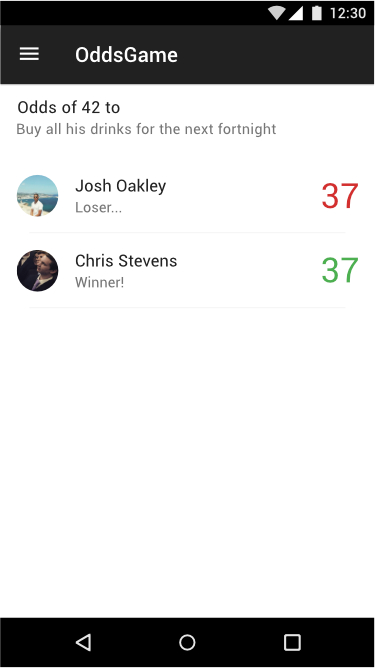 12:30
OddsGame
Odds of 42 to
Buy all his drinks for the next fortnight
Josh Oakley
37
Loser...
Chris Stevens
37
Winner!